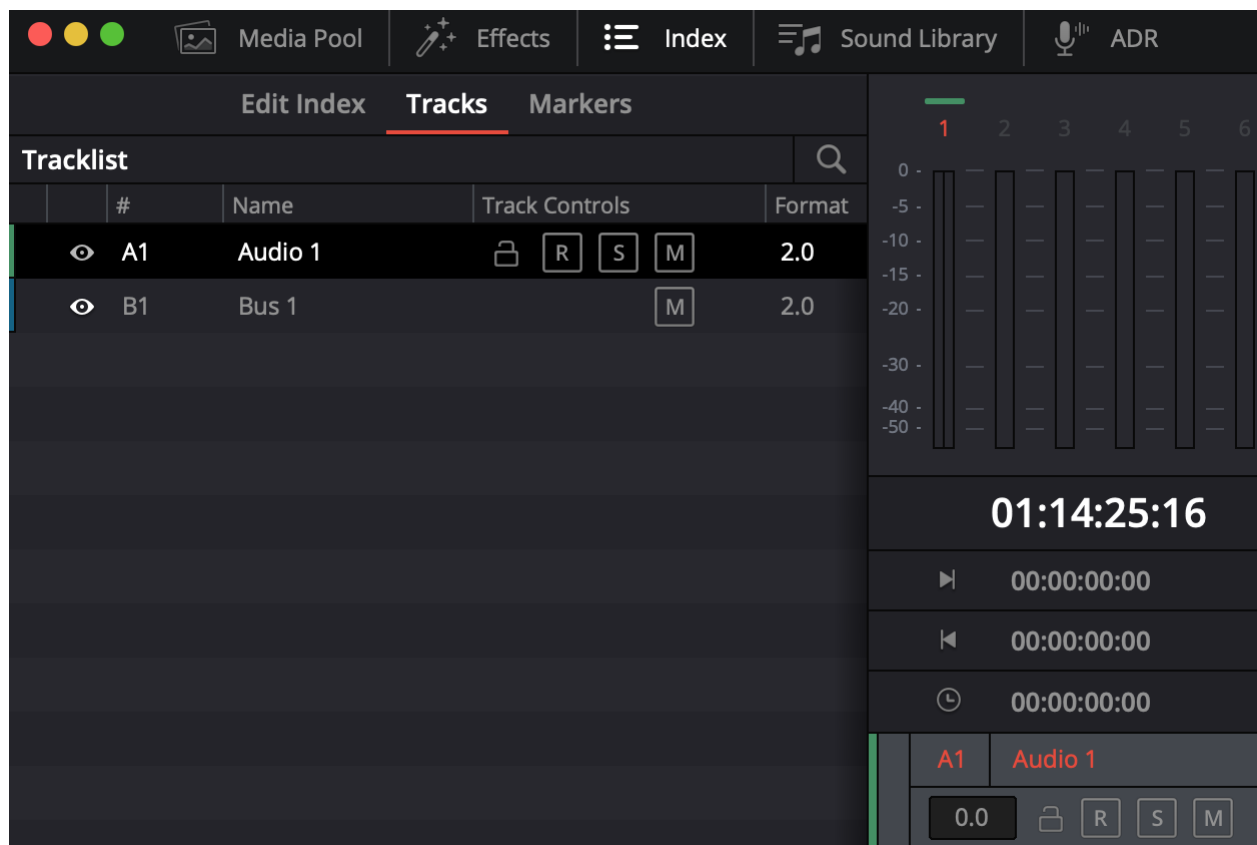 Media Pool Effects Index Sound Library ADR
Edit Index Tracks Markers
Tracklist
# Name Track Controls Format
A1 Audio 1 R S M 2.0
B1 Bus 1 M 2.0
1 2 3 4 5 6
0 -
-5 -
-10 -
-15 -
-20 -
-30 -
-40 -
-50 -
01:14:25:16
00:00:00:00
00:00:00:00
00:00:00:00
A1 Audio 1
0.0 R S M